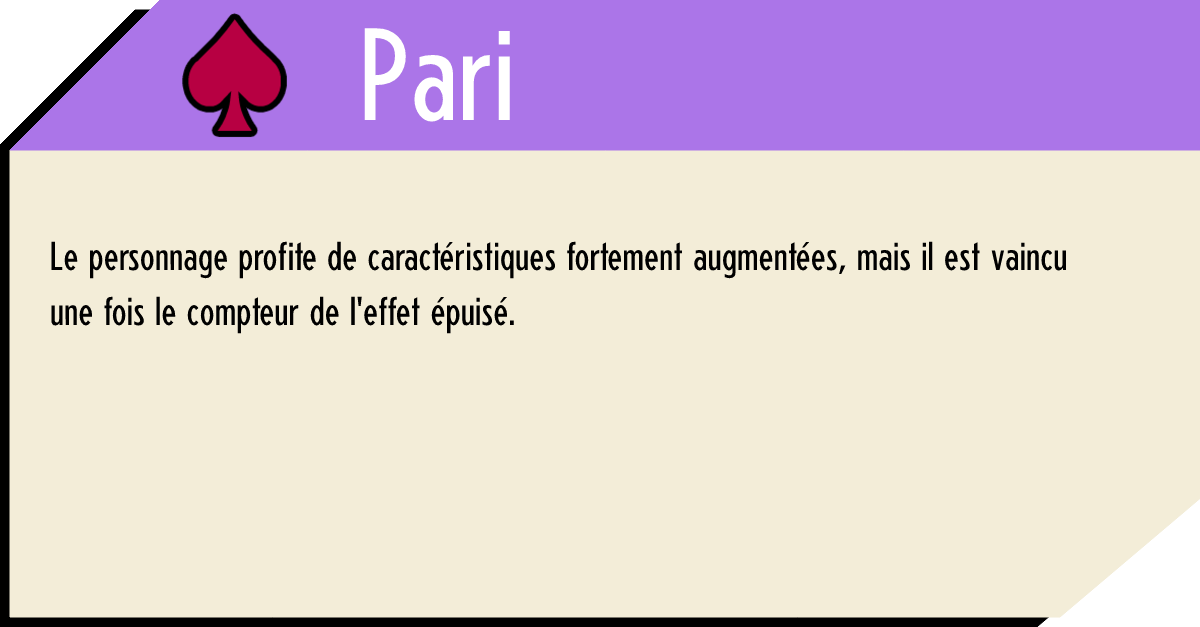 Pari
Le personnage profite de caractéristiques fortement augmentées, mais il est vaincu
une fois le compteur de l'effet épuisé.